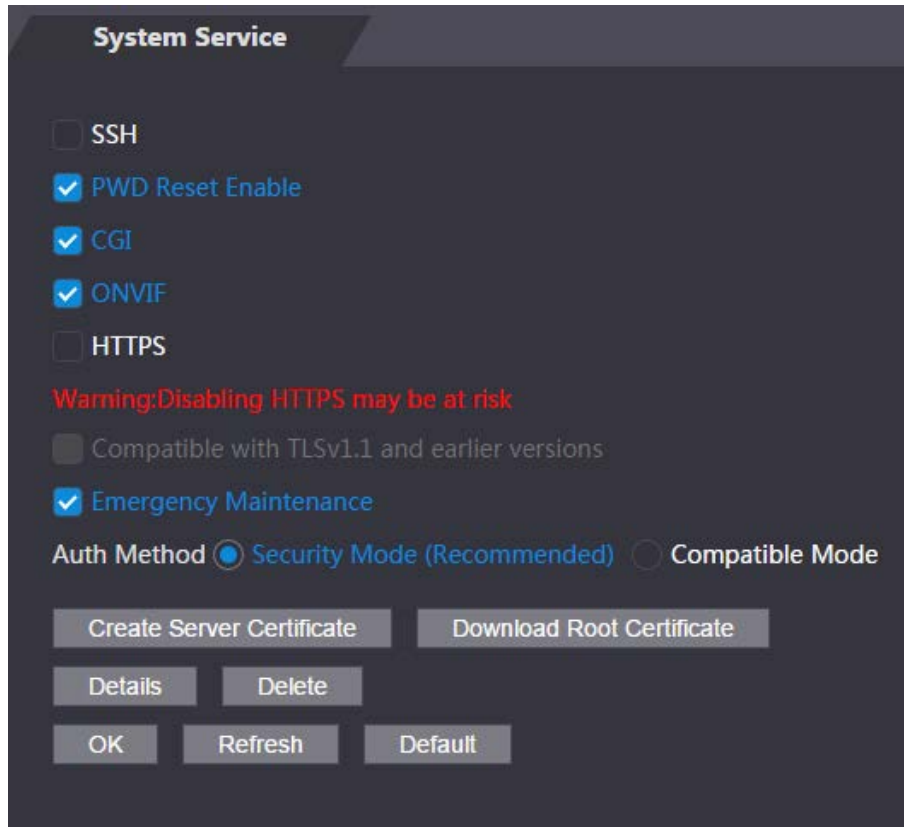 System Service
SSH
PWD Reset Enable
CGI
ONVIF
HTTPS
Warning:Disabling HTTPS may be at risk
Compatible with TLSv1.1 and earlier versions
Emergency Maintenance
Auth Method Security Mode (Recommended) Compatible Mode
Create Server Certificate Download Root Certificate
Details Delete
OK Refresh Default